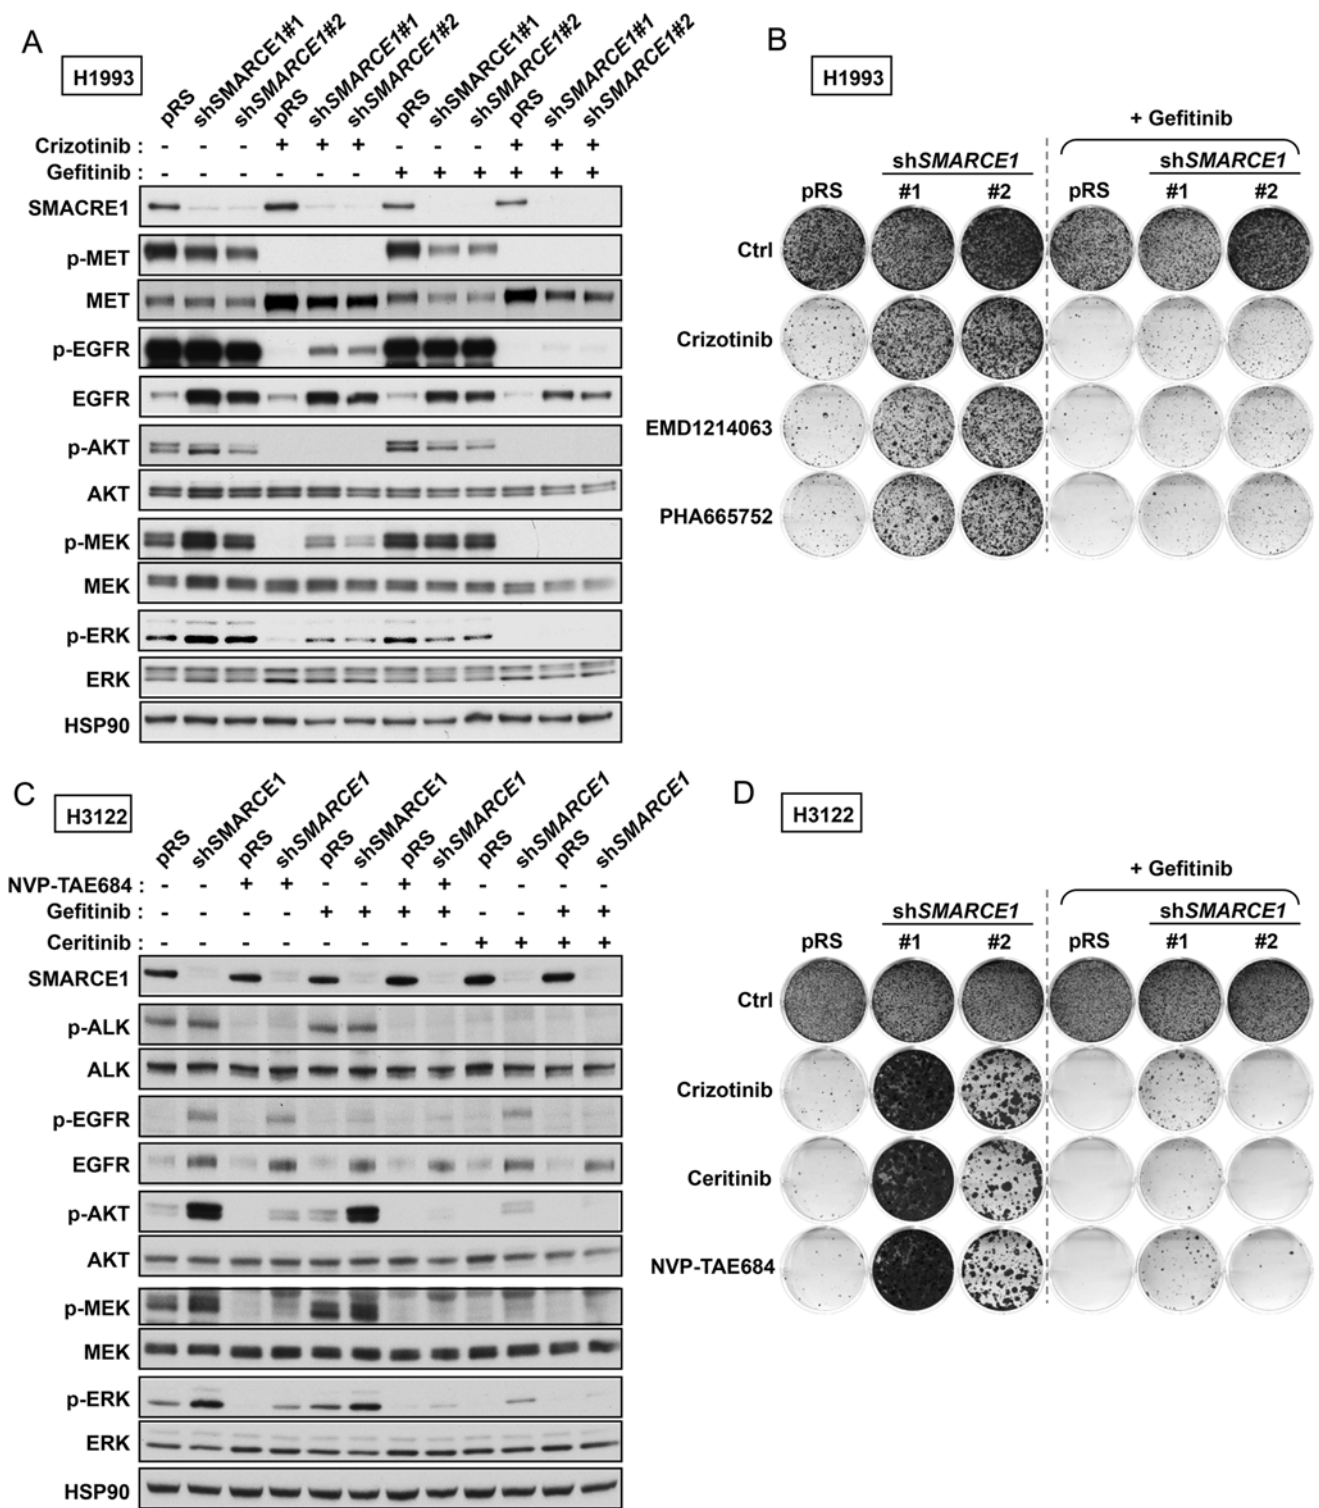 A
H1993
pRS
shSMARCE1#1
shSMARCE1#2
pRS
shSMARCE1#1
shSMARCE1#2
pRS
shSMARCE1#1
shSMARCE1#2
pRS
shSMARCE1#1
shSMARCE1#2
Crizotinib : - - - + + + - - - + + +
Gefitinib : - - - - - - + + + + + +
SMACRE1
p-MET
MET
p-EGFR
EGFR
p-AKT
AKT
p-MEK
MEK
p-ERK
ERK
HSP90
B
H1993
+ Gefitinib
shSMARCE1 shSMARCE1
pRS #1 #2 pRS #1 #2
Ctrl
Crizotinib
EMD1214063
PHA665752
C
H3122
pRS
shSMARCE1
pRS
shSMARCE1
pRS
shSMARCE1
pRS
shSMARCE1
pRS
shSMARCE1
pRS
shSMARCE1
NVP-TAE684 : - - + + - - + + - - - -
Gefitinib : - - - - + + + + - - + +
Ceritinib : - - - - - - - - + + + +
SMARCE1
p-ALK
ALK
p-EGFR
EGFR
p-AKT
AKT
p-MEK
MEK
p-ERK
ERK
HSP90
D
H3122
+ Gefitinib
shSMARCE1 shSMARCE1
pRS #1 #2 pRS #1 #2
Ctrl
Crizotinib
Ceritinib
NVP-TAE684